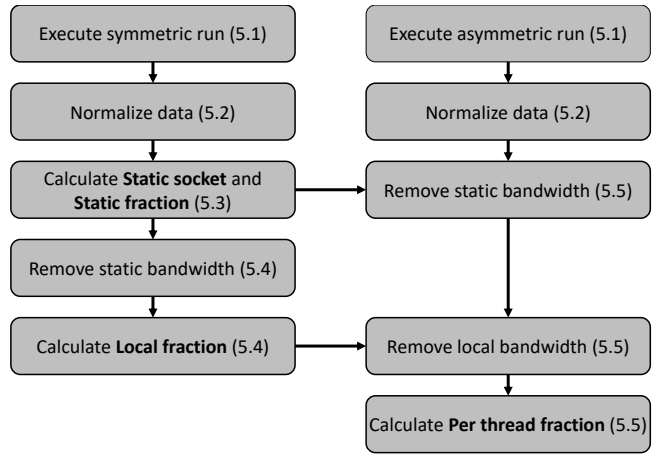 Execute symmetric run (5.1)
Normalize data (5.2)
Calculate Static socket and
Static fraction (5.3)
Remove static bandwidth (5.4)
Calculate Local fraction (5.4)
Execute asymmetric run (5.1)
Normalize data (5.2)
Remove static bandwidth (5.5)
Remove local bandwidth (5.5)
Calculate Per thread fraction (5.5)